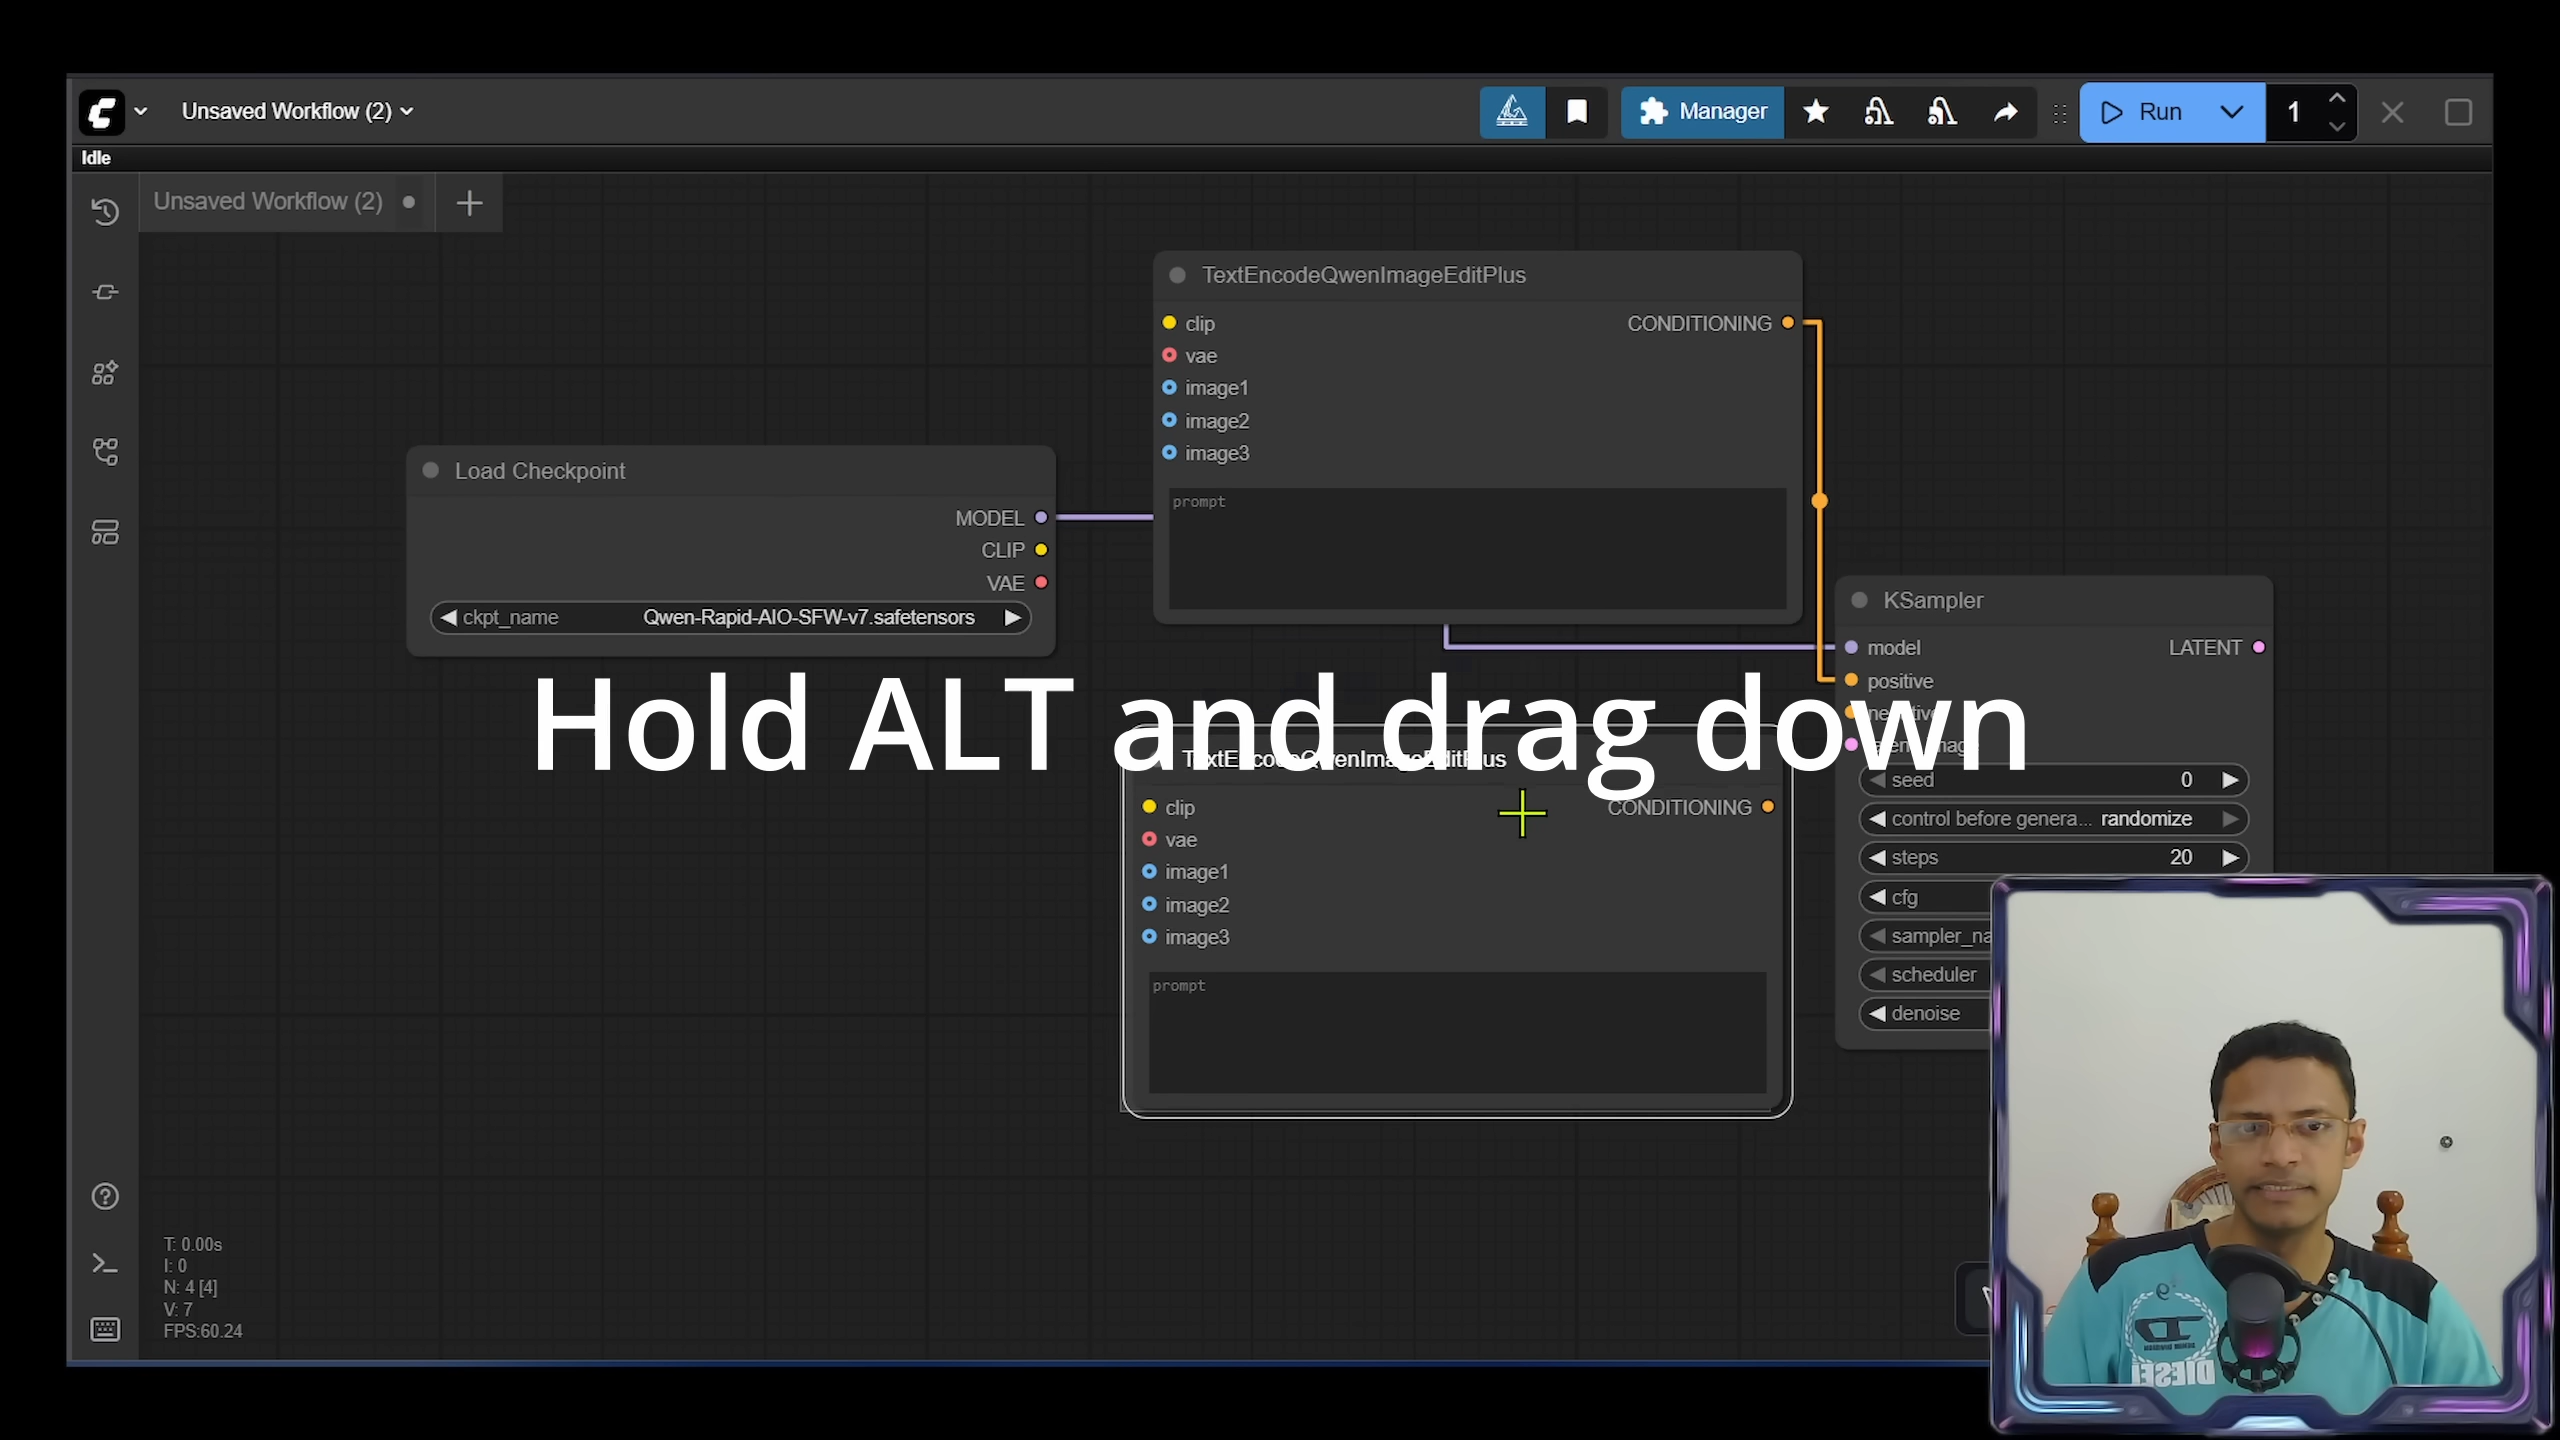 Unsaved Workflow (2)
Manager
Run
1
Idle
Unsaved Workflow (2)
TextEncodeQwenImageEditPlus
clip
CONDITIONING
vae
image1
image2
image3
prompt
Load Checkpoint
MODEL
CLIP
VAE
ckpt_name Qwen-Rapid-AIO-SFW-v7.safetensors
KSampler
model
LATENT
positive
Hold ALT and drag down
TextEncodeQwenImageEditPlus
clip
CONDITIONING
vae
image1
image2
image3
prompt
seed 0
control before genera... randomize
steps 20
cfg
sampler_na
scheduler
denoise
T: 0.00s
I: 0
N: 4 [4]
V: 7
FPS:60.24
DIESEL